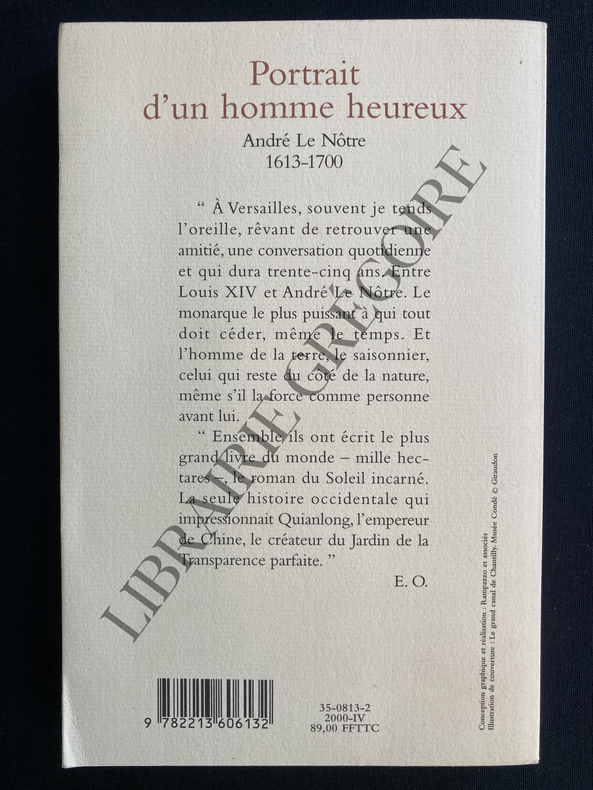 Portrait
d'un homme heureux
André Le Nôtre
1613-1700
“ À Versailles, souvent je tends
l'oreille, rêvant de retrouver une
amitié, une conversation quotidienne
et qui dura trente-cinq ans. Entre
Louis XIV et André Le Nôtre. Le
monarque le plus puissant à qui tout
doit céder, même le temps. Et
l'homme de la terre, le saisonnier,
celui qui reste du côté de la nature,
même s'il la force comme personne
avant lui.
“ Ensemble ils ont écrit le plus
grand livre du monde – mille hec-
tares –, le roman du Soleil incarné.
La seule histoire occidentale qui
impressionnait Quianlong, l'empereur
de Chine, le créateur du Jardin de la
Transparence parfaite. ”
E. O.
Conception graphique et réalisation : Rampazzo et associés
Illustration de couverture : Le grand canal de Chantilly. Musée Condé © Giraudon
9 782213 606132
35-0813-2
2000-IV
89,00 FFTTC
LIBRAIRIE GRÉGOIRE